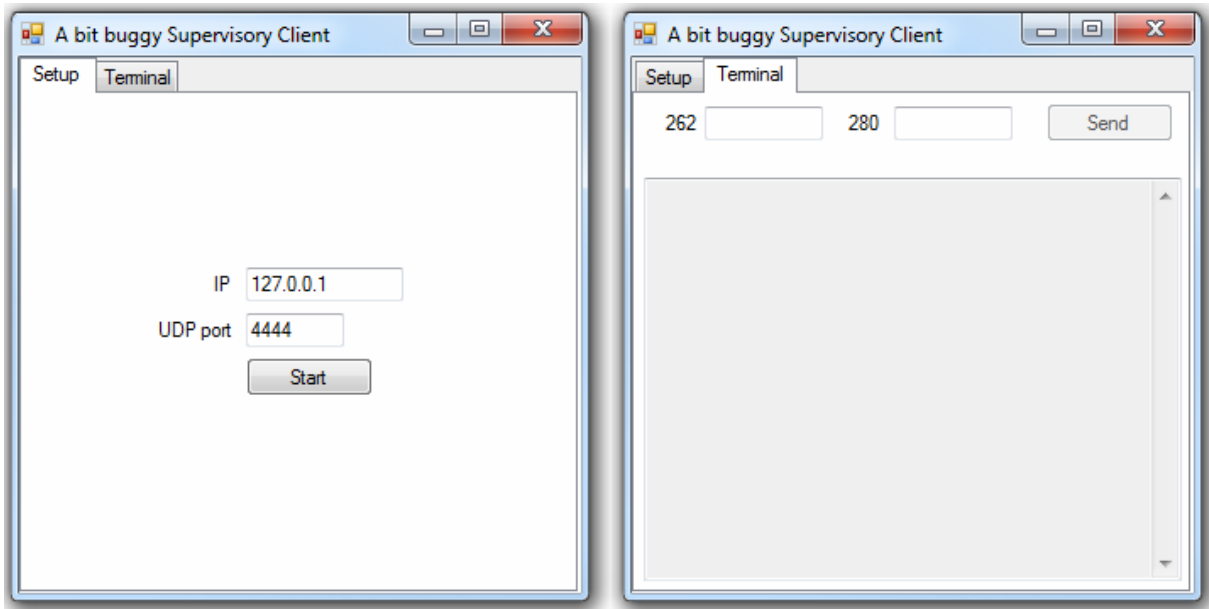 A bit buggy Supervisory Client
Setup Terminal
IP 127.0.0.1
UDP port 4444
Start
A bit buggy Supervisory Client
Setup Terminal
262 280 Send